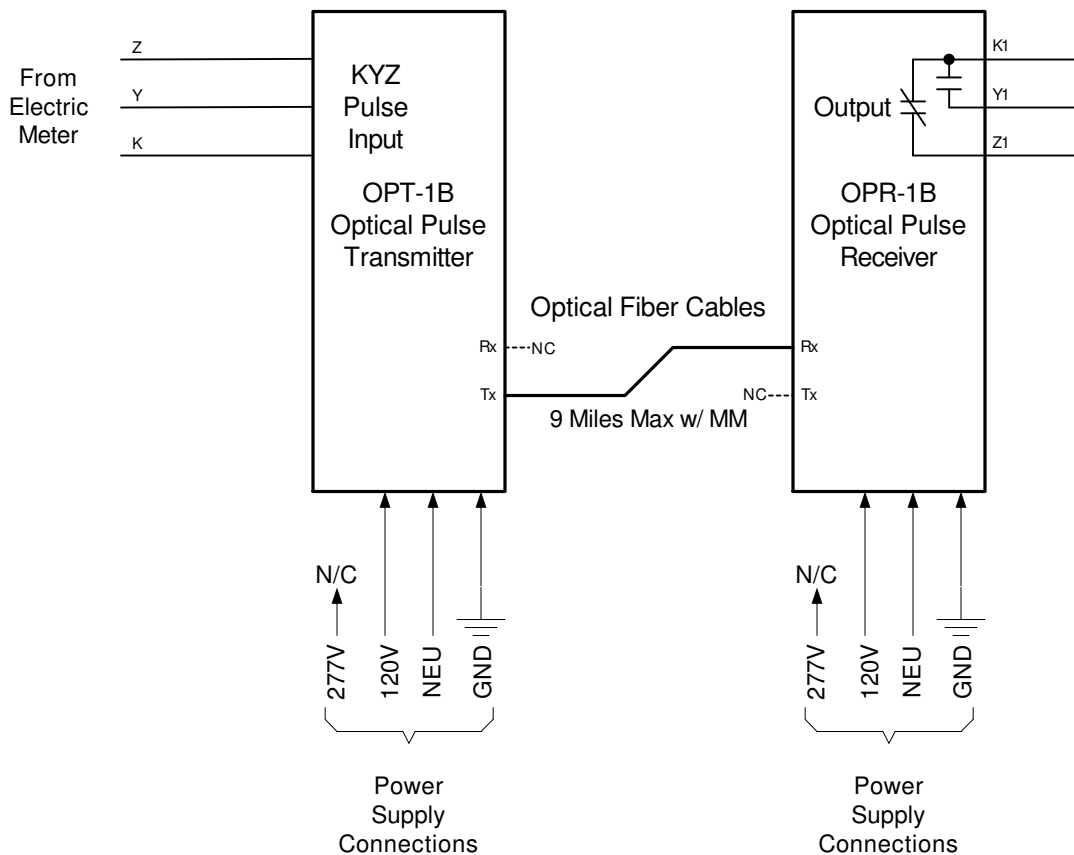 From
Electric
Meter
Z
Y
K
KYZ
Pulse
Input
OPT-1B
Optical Pulse
Transmitter
Rx
NC
Tx
Optical Fiber Cables
9 Miles Max w/ MM
Output
K1
Y1
Z1
OPR-1B
Optical Pulse
Receiver
Rx
NC
Tx
N/C
277V
120V
NEU
GND
Power
Supply
Connections
N/C
277V
120V
NEU
GND
Power
Supply
Connections